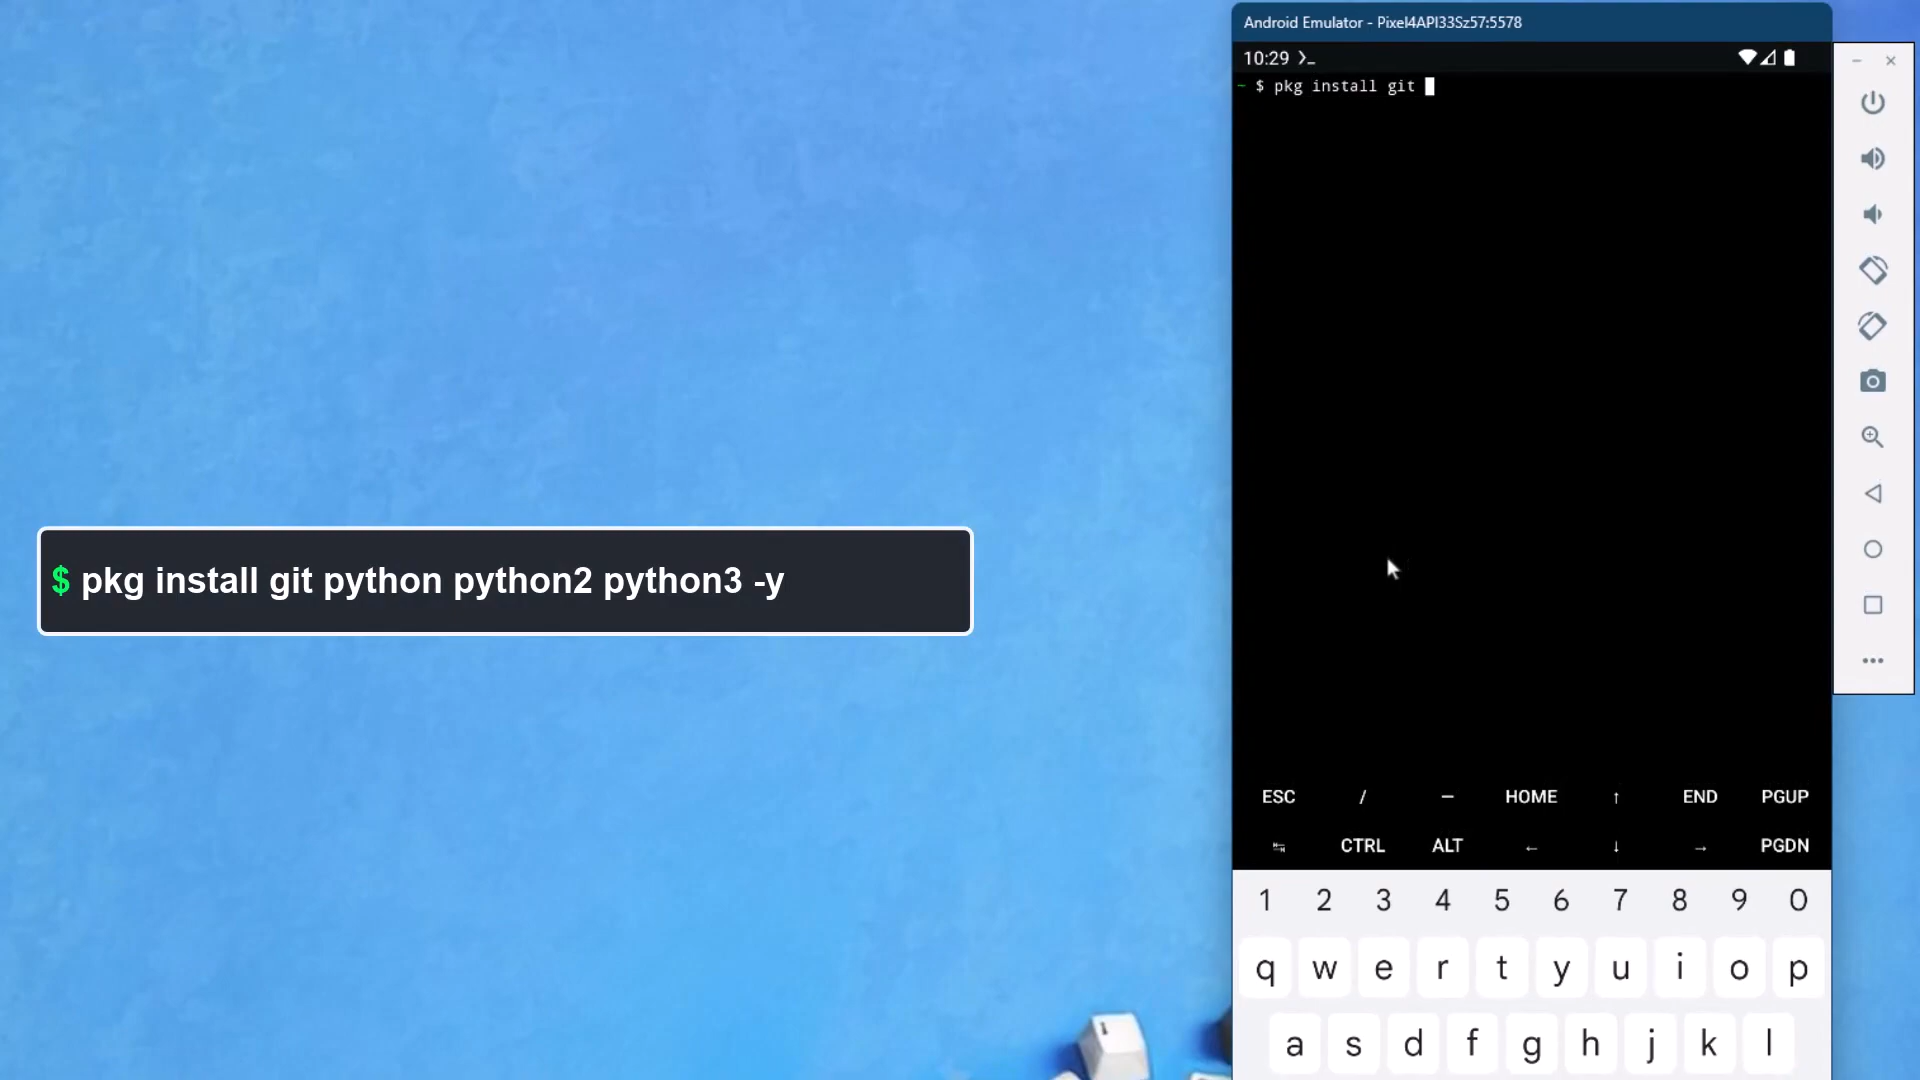 Android Emulator - Pixel4API33Sz57:5578
10:29 >_
~ $ pkg install git
$ pkg install git python python2 python3 -y
ESC / – HOME ↑ END PGUP
↹ CTRL ALT ← ↓ → PGDN
1 2 3 4 5 6 7 8 9 0
q w e r t y u i o p
a s d f g h j k l